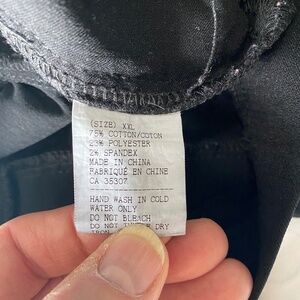 (SIZE) XXL
75% COTTON/COTON
23% POLYESTER
2% SPANDEX
MADE IN CHINA
FABRIQUÉ EN CHINE
CA 35307
HAND WASH IN COLD
WATER ONLY
DO NOT BLEACH
DO NOT DRY